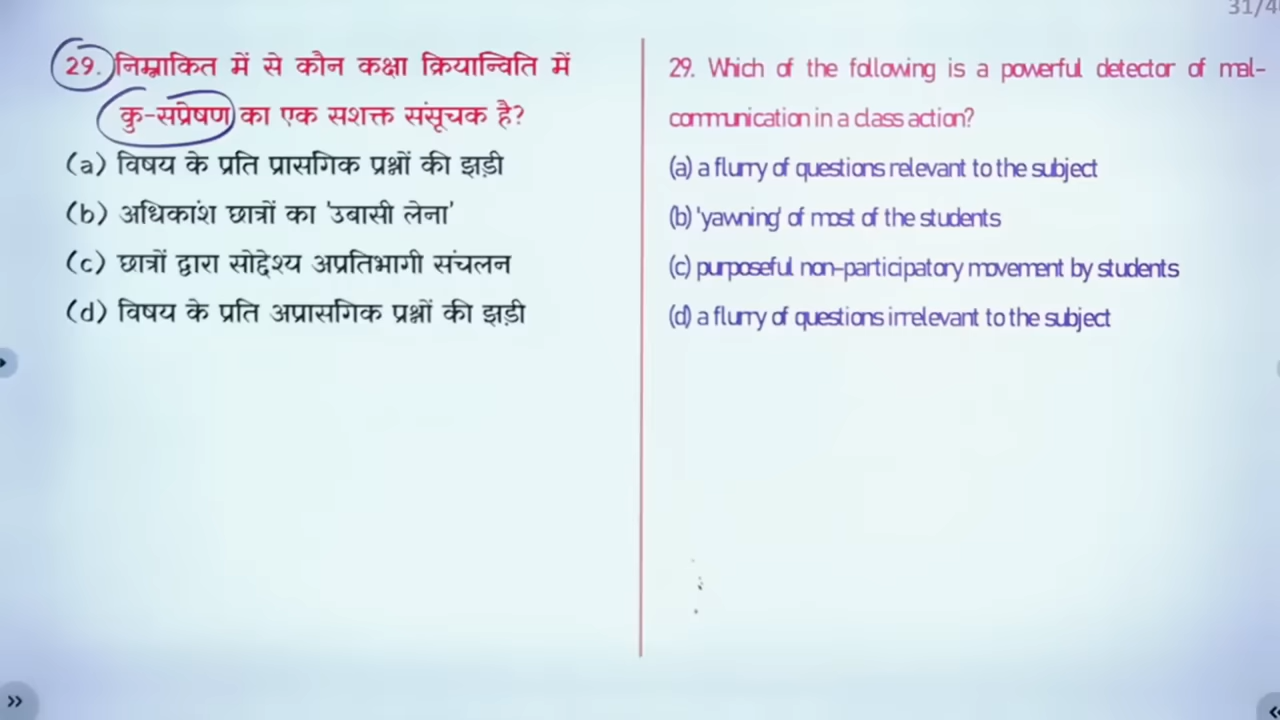 31/4
29. निम्नांकित में से कौन कक्षा क्रियान्विति में
कु-सप्रेषण का एक सशक्त संसूचक है?
(a) विषय के प्रति प्रासगिक प्रश्नों की झड़ी
(b) अधिकांश छात्रों का 'उबासी लेना'
(c) छात्रों द्वारा सोद्देश्य अप्रतिभागी संचलन
(d) विषय के प्रति अप्रासगिक प्रश्नों की झड़ी
29. Which of the following is a powerful detector of mal-
communication in a class action?
(a) a flurry of questions relevant to the subject
(b) 'yawning' of most of the students
(c) purposeful non-participatory movement by students
(d) a flurry of questions irrelevant to the subject